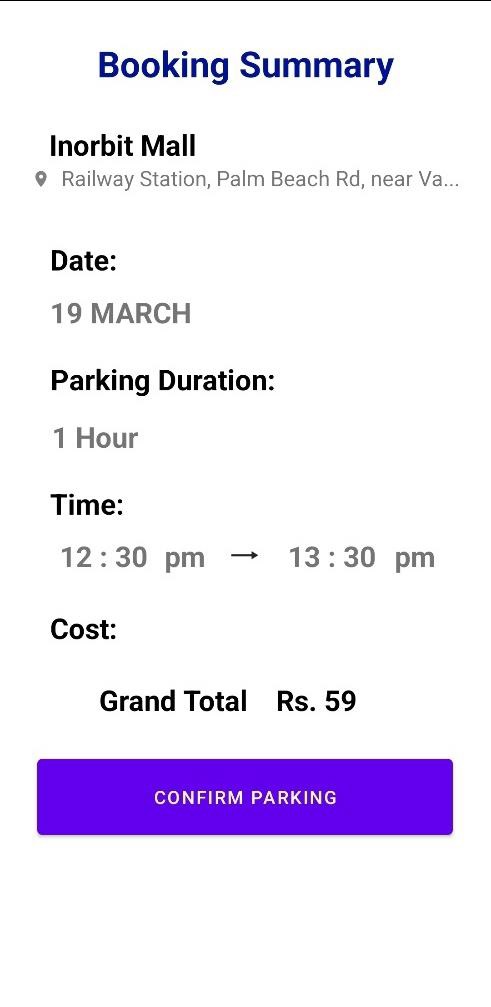 Booking Summary
Inorbit Mall
Railway Station, Palm Beach Rd, near Va...
Date:
19 MARCH
Parking Duration:
1 Hour
Time:
12 : 30 pm → 13 : 30 pm
Cost:
Grand Total Rs. 59
CONFIRM PARKING